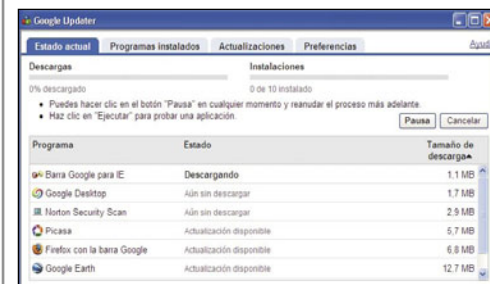 Google Updater
Estado actual Programas instalados Actualizaciones Preferencias Ayud
Descargas Instalaciones
0% descargado 0 de 10 instalado
• Puedes hacer clic en el botón "Pausa" en cualquier momento y reanudar el proceso más adelante.
• Haz clic en "Ejecutar" para probar una aplicación.
Pausa Cancelar
Programa Estado Tamaño de descarga
Barra Google para IE Descargando 1.1 MB
Google Desktop Aún sin descargar 1.7 MB
Norton Security Scan Aún sin descargar 2.9 MB
Picasa Actualización disponible 5,7 MB
Firefox con la barra Google Actualización disponible 6.8 MB
Google Earth Actualización disponible 12.7 MB